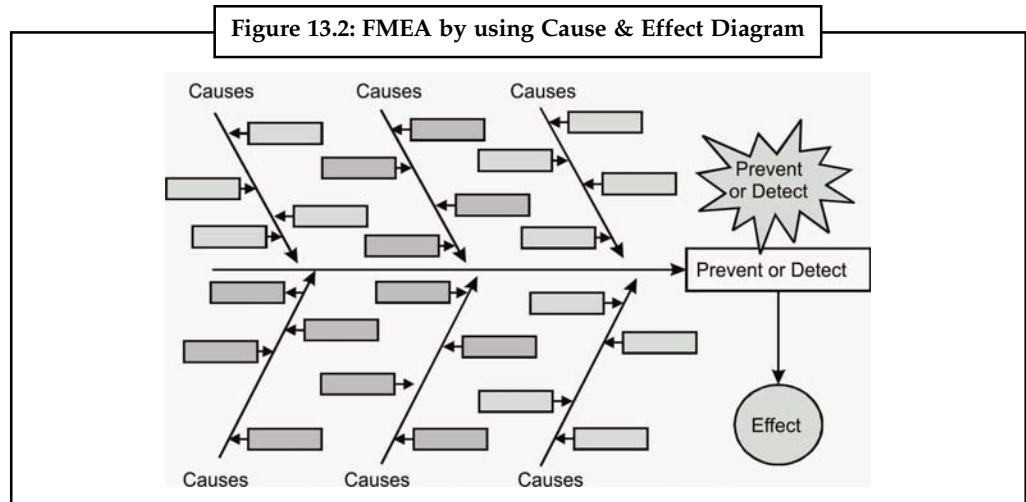 Figure 13.2: FMEA by using Cause & Effect Diagram
Causes
Causes
Causes
Prevent
or Detect
Prevent or Detect
Effect
Causes
Causes
Causes